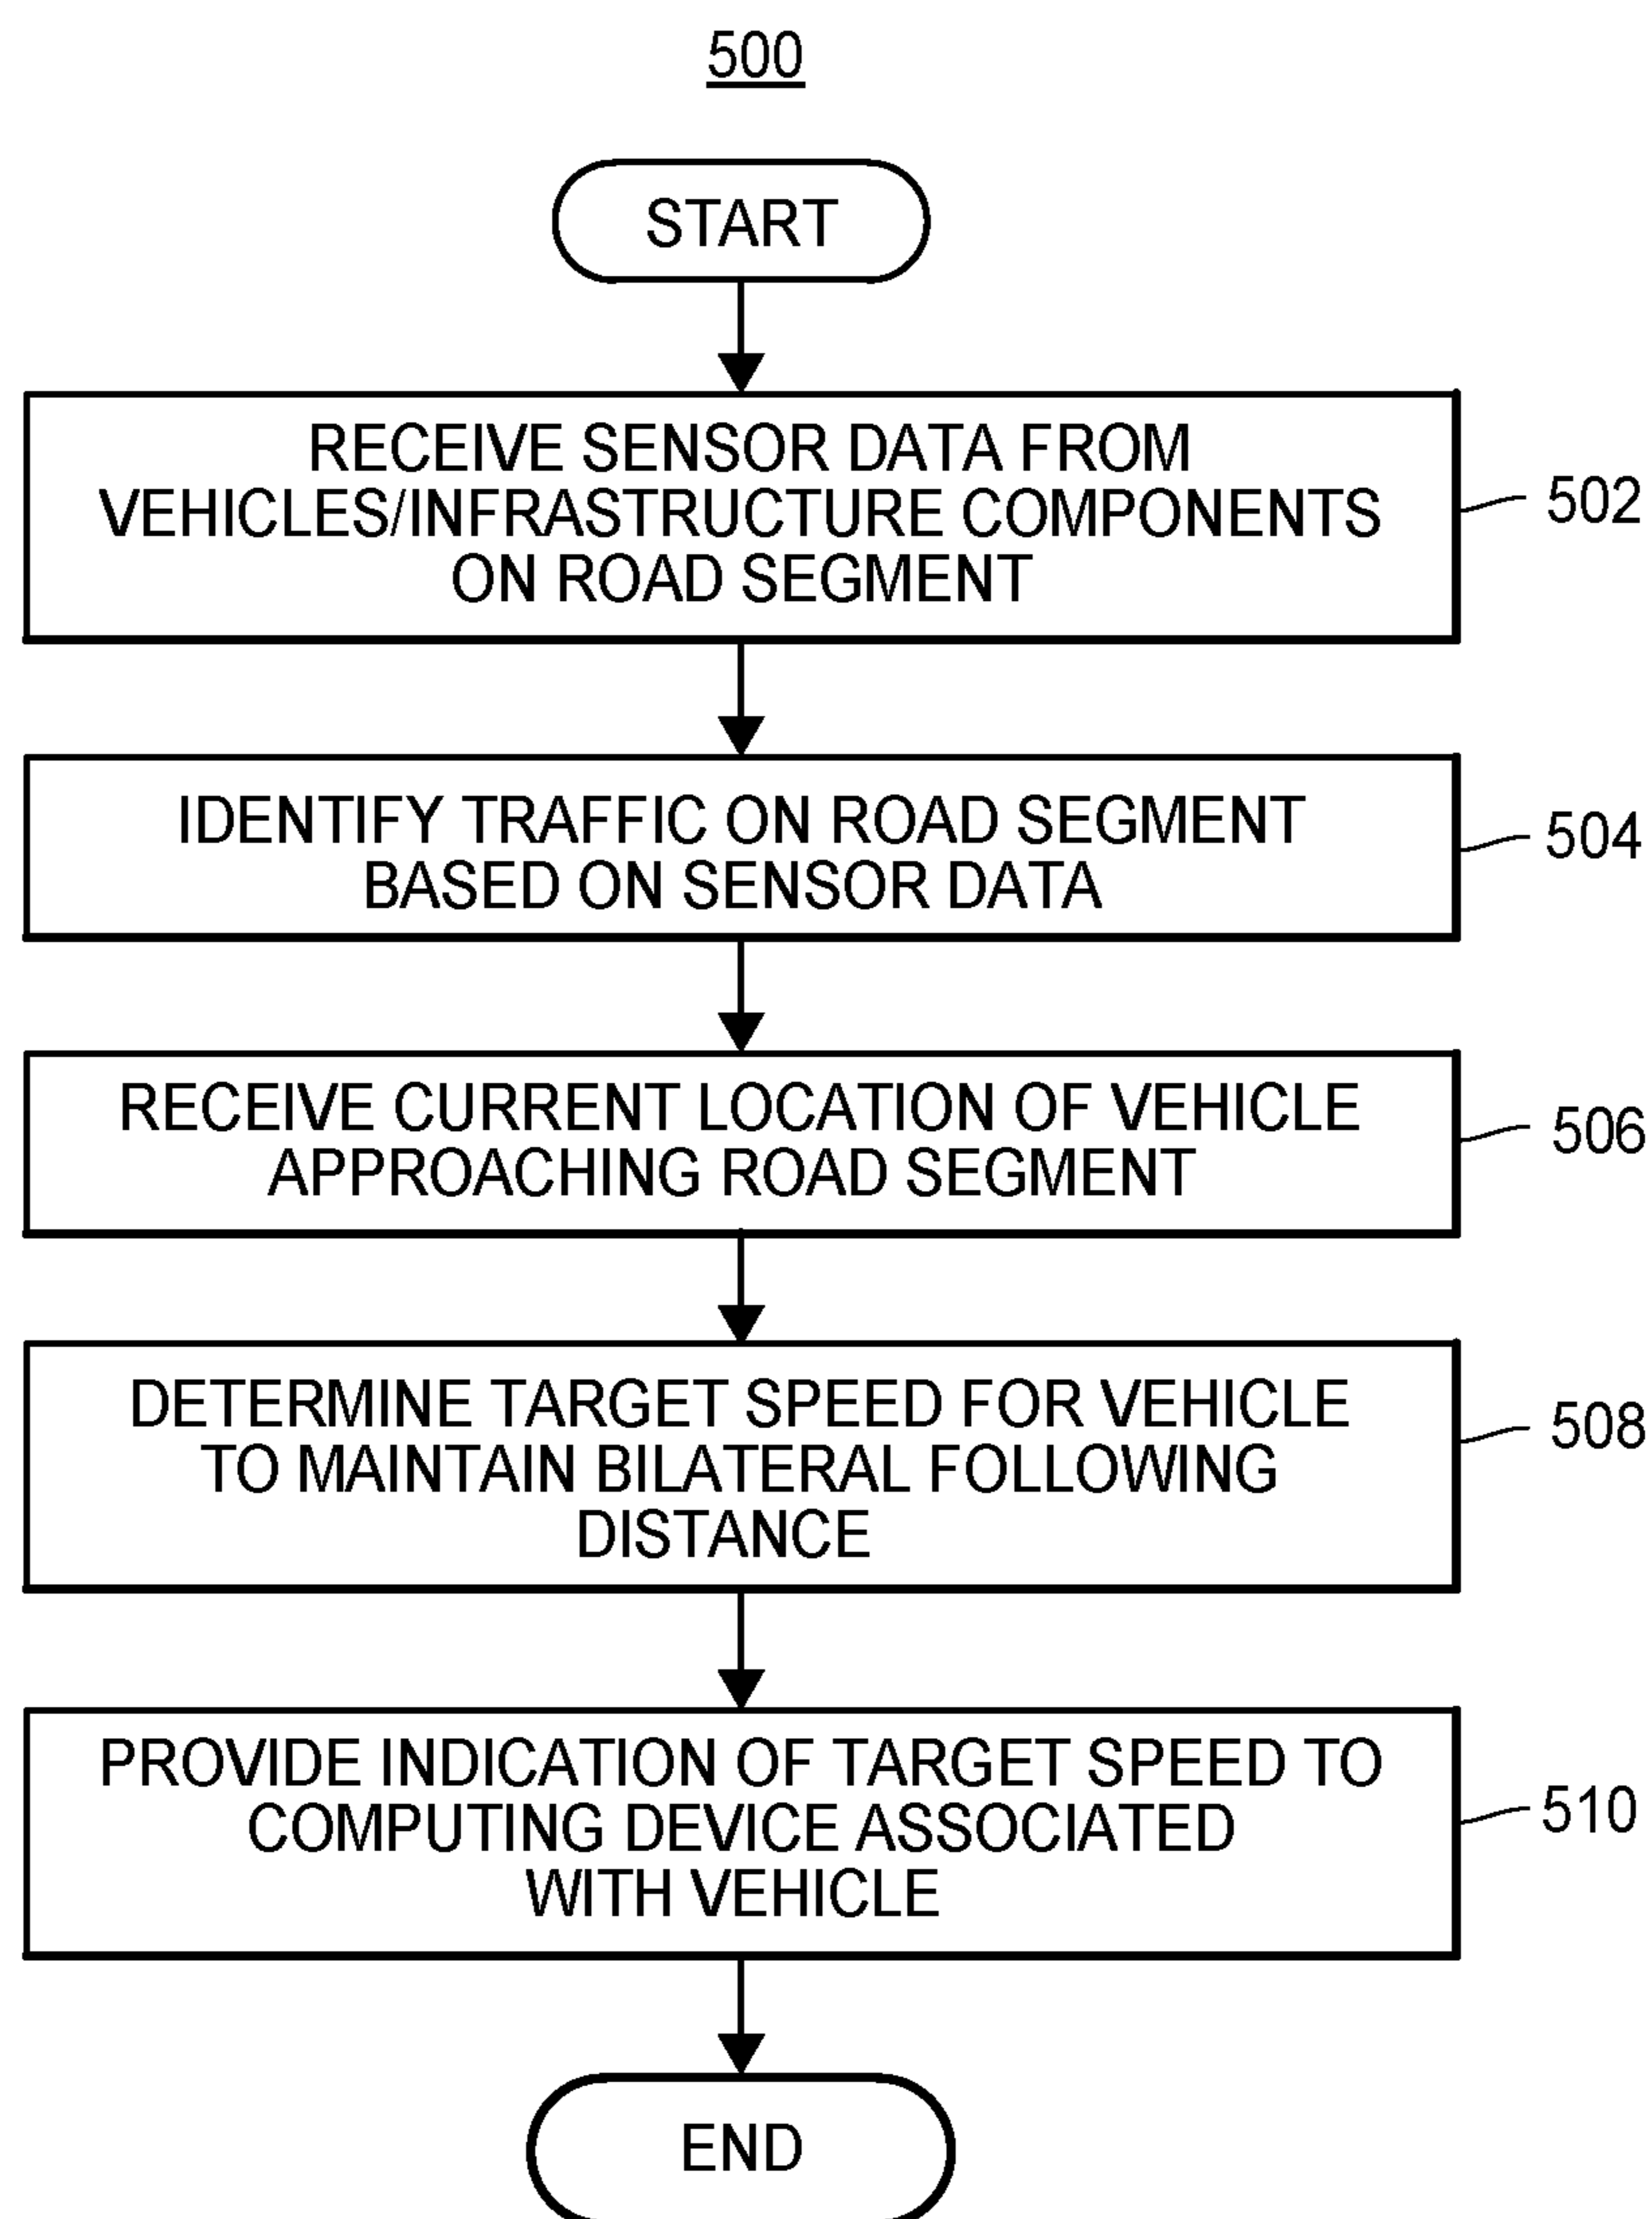 500
START
RECEIVE SENSOR DATA FROM
VEHICLES/INFRASTRUCTURE COMPONENTS
ON ROAD SEGMENT
502
IDENTIFY TRAFFIC ON ROAD SEGMENT
BASED ON SENSOR DATA
504
RECEIVE CURRENT LOCATION OF VEHICLE
APPROACHING ROAD SEGMENT
506
DETERMINE TARGET SPEED FOR VEHICLE
TO MAINTAIN BILATERAL FOLLOWING
DISTANCE
508
PROVIDE INDICATION OF TARGET SPEED TO
COMPUTING DEVICE ASSOCIATED
WITH VEHICLE
510
END